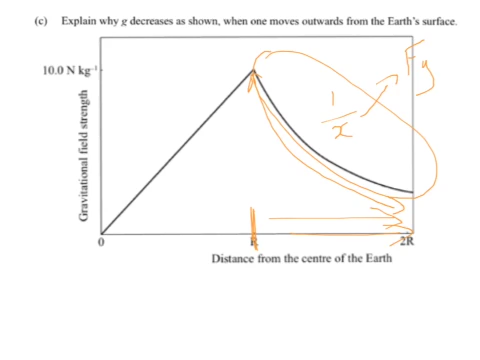 (c) Explain why g decreases as shown, when one moves outwards from the Earth's surface.
10.0 N kg⁻¹
Gravitational field strength
1
x
Fg
0
R
2R
Distance from the centre of the Earth